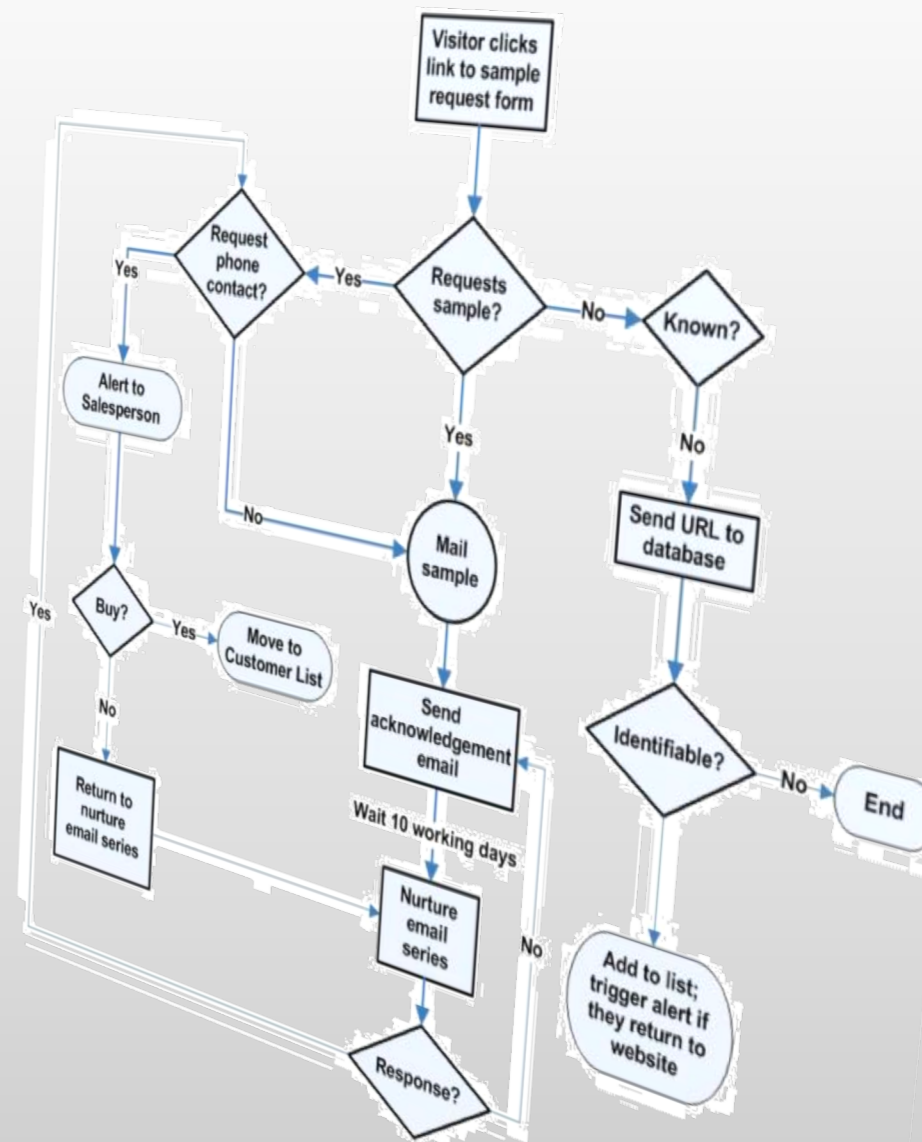 Visitor clicks
link to sample
request form
Request
phone
contact?
Yes
Requests
sample?
No
Known?
Yes
Alert to
Salesperson
Yes
No
No
Mail
sample
Send URL to
database
Buy?
Yes
Move to
Customer List
Yes
No
Send
acknowledgement
email
Identifiable?
No
End
Return to
nurture
email series
Wait 10 working days
Nurture
email
series
No
Add to list;
trigger alert if
they return to
website
Response?